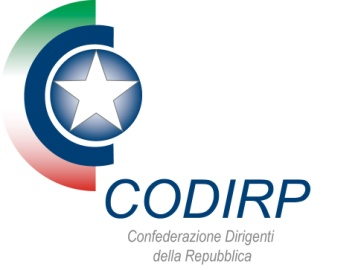 CODIRP
Confederazione Dirigenti
della Repubblica